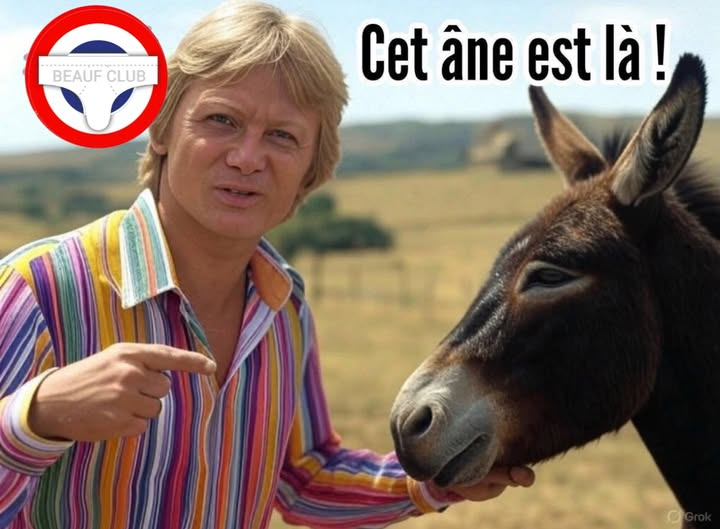 Cet âne est là !
BEAUF CLUB
Grok